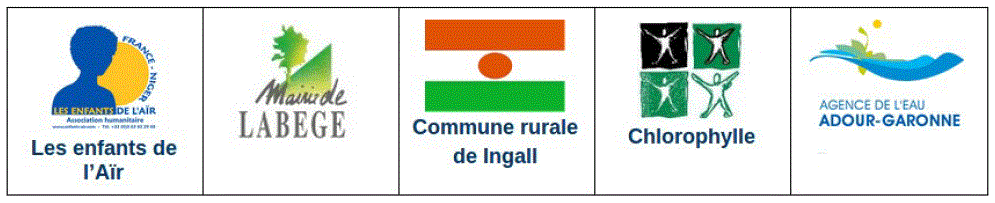 FRANCE - NIGER
LES ENFANTS DE L'AÏR
Association humanitaire
Les enfants de
l'Aïr
Mairie de
LABEGE
Commune rurale
de Ingall
Chlorophylle
AGENCE DE L'EAU
ADOUR-GARONNE